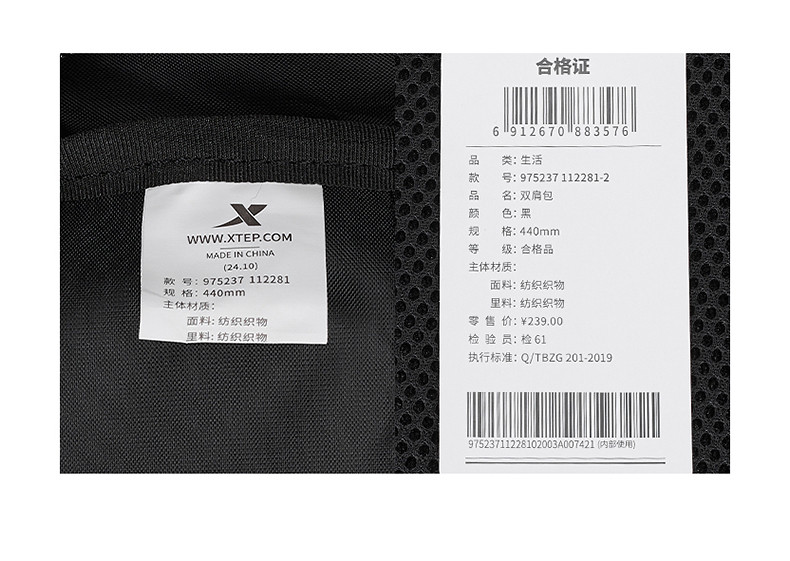 WWW.XTEP.COM
MADE IN CHINA
(24.10)
款 号: 975237 112281
规 格: 440mm
主体材质:
面料: 纺织织物
里料: 纺织织物
合格证
6 912670 883576
品 类: 生活
款 号: 975237 112281-2
品 名: 双肩包
颜 色: 黑
规 格: 440mm
等 级: 合格品
主体材质:
面料: 纺织织物
里料: 纺织织物
零 售 价: ¥239.00
检 验 员: 检 61
执行标准: Q/TBZG 201-2019
97523711228102003A007421 (内部使用)